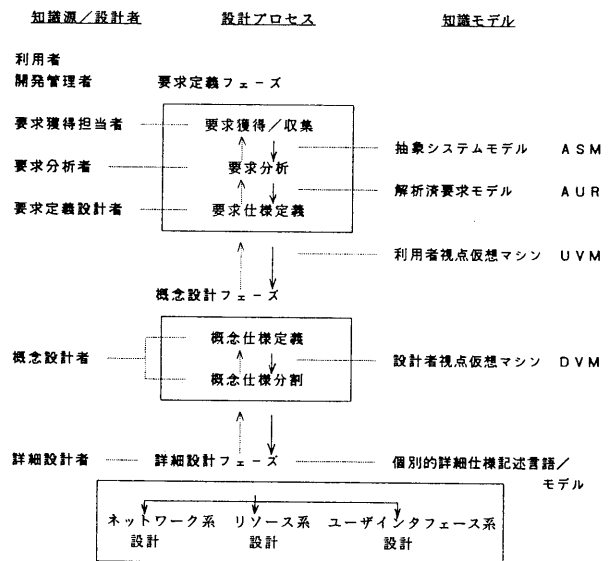 知識源／設計者 設計プロセス 知識モデル
利用者
開発管理者 要求定義フェーズ
要求獲得担当者 要求獲得／収集
抽象システムモデル ASM
要求分析者 要求分析
解析済要求モデル AUR
要求定義設計者 要求仕様定義
利用者視点仮想マシン UVM
概念設計フェーズ
概念仕様定義
概念設計者 設計者視点仮想マシン DVM
概念仕様分割
詳細設計者 詳細設計フェーズ 個別的詳細仕様記述言語／
モデル
ネットワーク系 リソース系 ユーザインタフェース系
設計 設計 設計